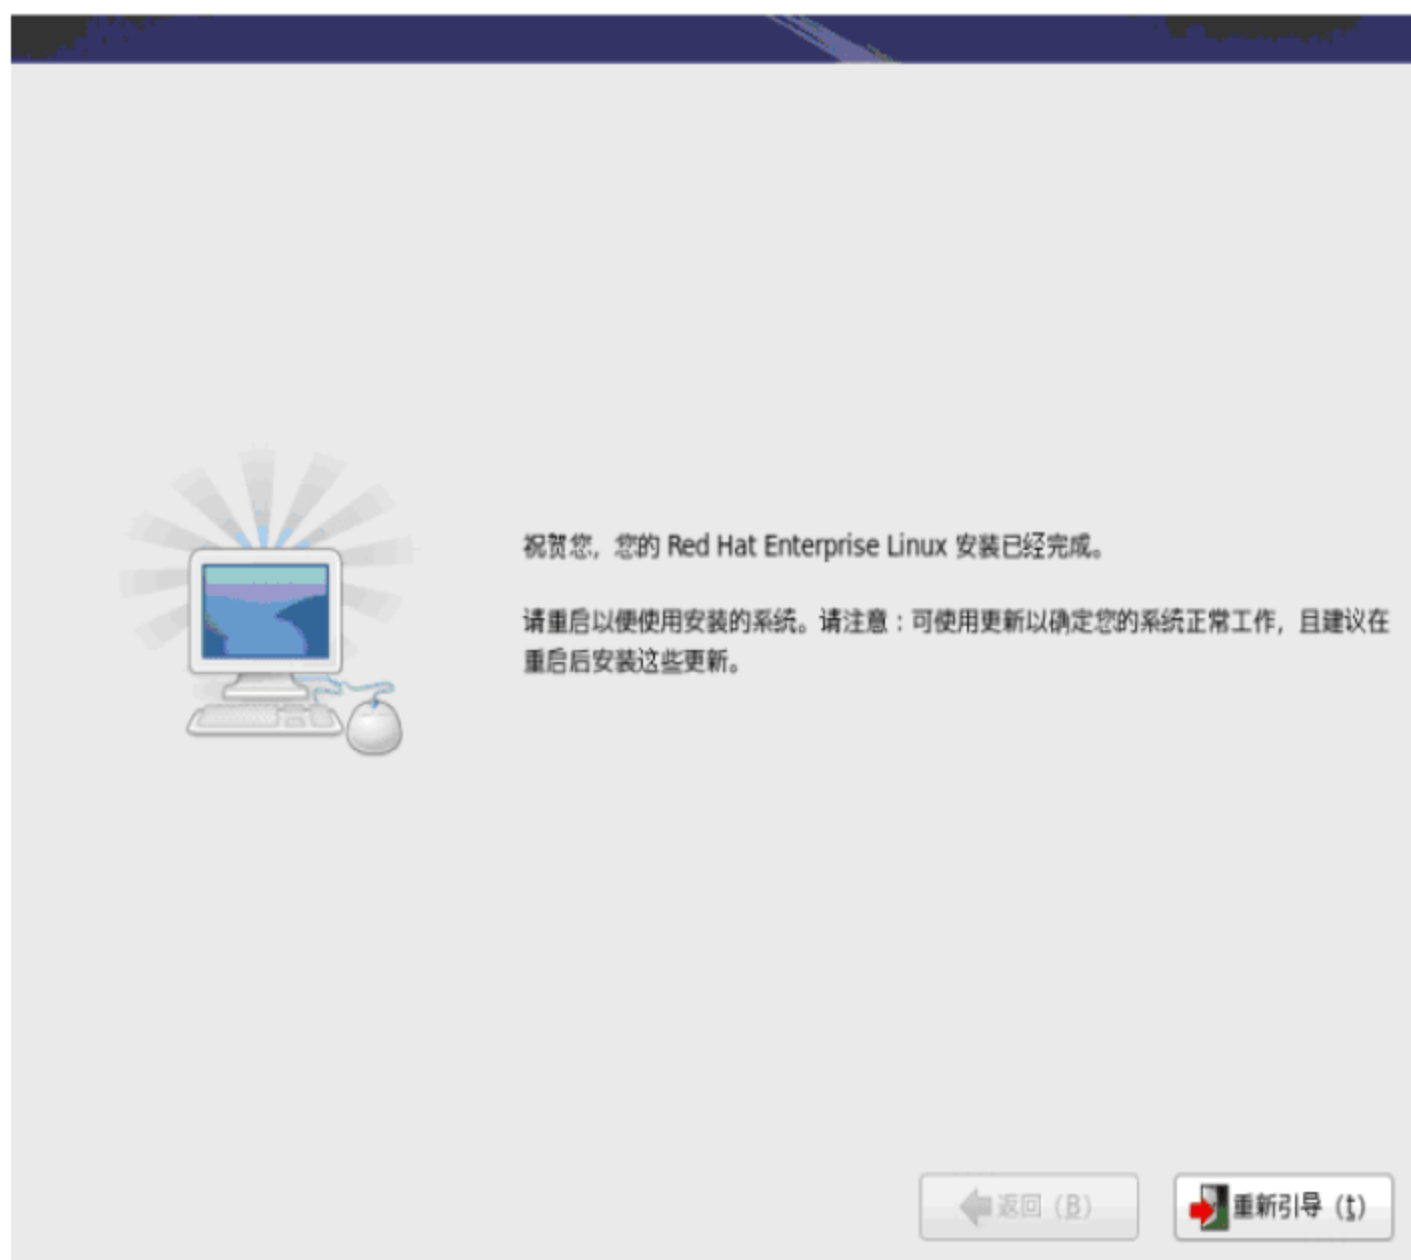 祝贺您，您的 Red Hat Enterprise Linux 安装已经完成。
请重启以便使用安装的系统。请注意：可使用更新以确定您的系统正常工作，且建议在
重启后安装这些更新。
返回（B） 重新引导（t）